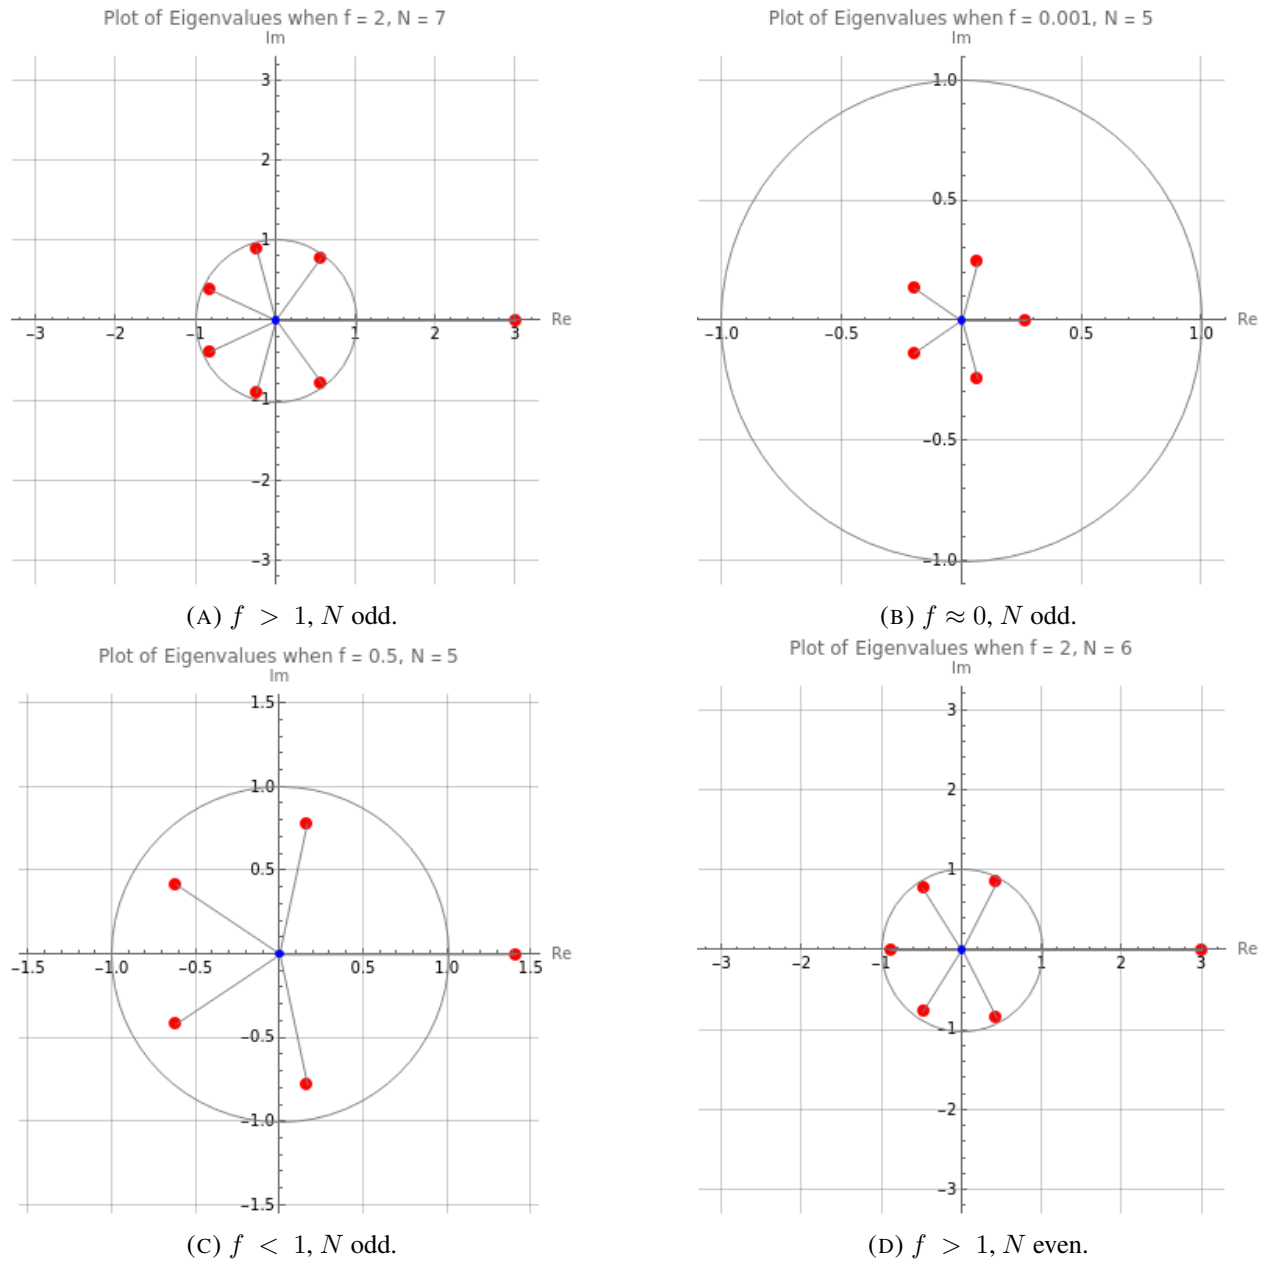 Plot of Eigenvalues when f = 2, N = 7
Im
3
2
1
−3 −2 −1 1 2 3 Re
−1
−2
−3
(A) f > 1, N odd.
Plot of Eigenvalues when f = 0.001, N = 5
Im
1.0
0.5
−1.0 −0.5 0.5 1.0 Re
−0.5
−1.0
(B) f ≈ 0, N odd.
Plot of Eigenvalues when f = 0.5, N = 5
Im
1.5
1.0
0.5
−1.5 −1.0 −0.5 0.5 1.0 1.5 Re
−0.5
−1.0
−1.5
(C) f < 1, N odd.
Plot of Eigenvalues when f = 2, N = 6
Im
3
2
1
−3 −2 −1 1 2 3 Re
−1
−2
−3
(D) f > 1, N even.